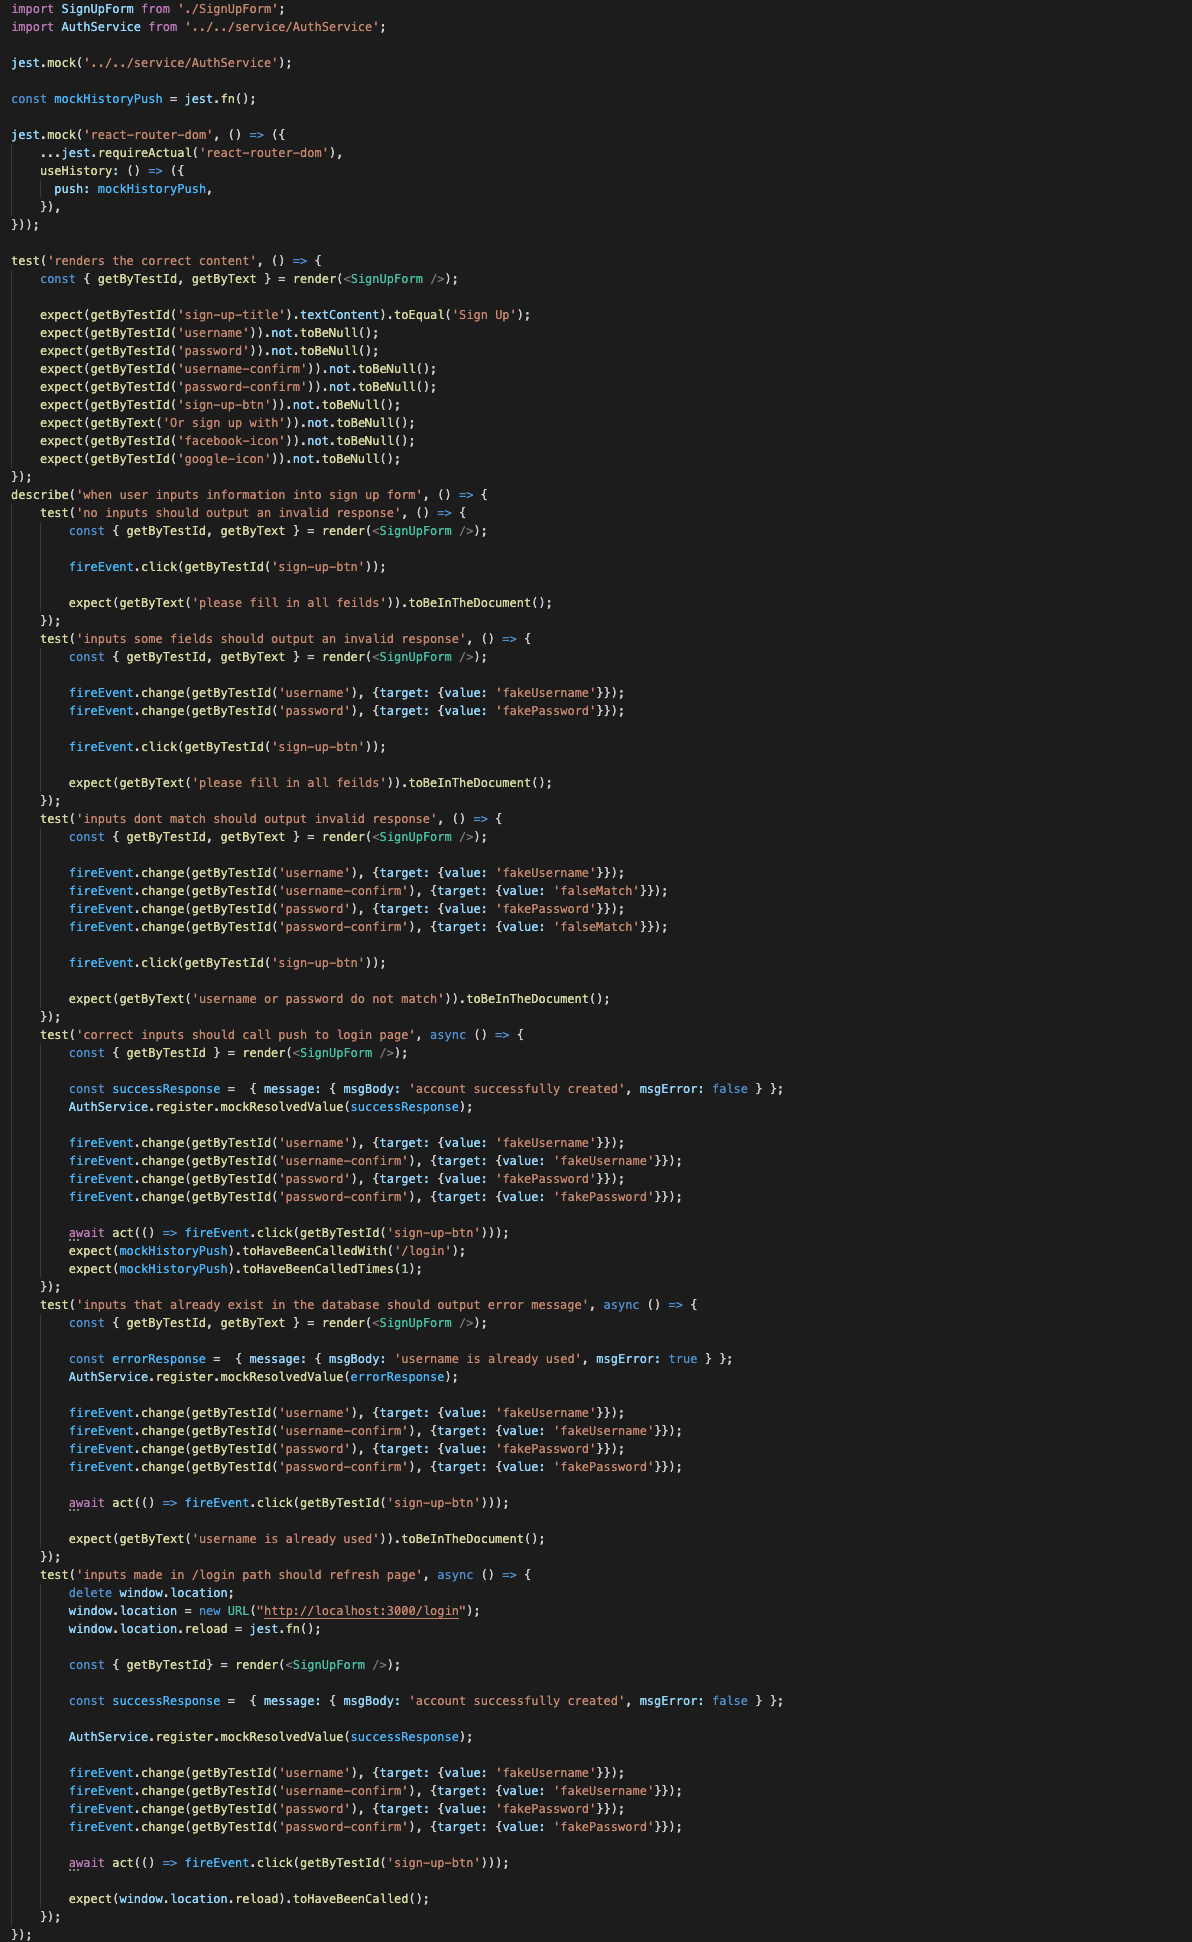 import SignUpForm from './SignUpForm';
import AuthService from '../../service/AuthService';

jest.mock('../../service/AuthService');

const mockHistoryPush = jest.fn();

jest.mock('react-router-dom', () => ({
    ...jest.requireActual('react-router-dom'),
    useHistory: () => ({
      push: mockHistoryPush,
    }),
}));

test('renders the correct content', () => {
    const { getByTestId, getByText } = render(<SignUpForm />);

    expect(getByTestId('sign-up-title').textContent).toEqual('Sign Up');
    expect(getByTestId('username')).not.toBeNull();
    expect(getByTestId('password')).not.toBeNull();
    expect(getByTestId('username-confirm')).not.toBeNull();
    expect(getByTestId('password-confirm')).not.toBeNull();
    expect(getByTestId('sign-up-btn')).not.toBeNull();
    expect(getByText('Or sign up with')).not.toBeNull();
    expect(getByTestId('facebook-icon')).not.toBeNull();
    expect(getByTestId('google-icon')).not.toBeNull();
});
describe('when user inputs information into sign up form', () => {
    test('no inputs should output an invalid response', () => {
        const { getByTestId, getByText } = render(<SignUpForm />);

        fireEvent.click(getByTestId('sign-up-btn'));

        expect(getByText('please fill in all feilds')).toBeInTheDocument();
    });
    test('inputs some fields should output an invalid response', () => {
        const { getByTestId, getByText } = render(<SignUpForm />);

        fireEvent.change(getByTestId('username'), {target: {value: 'fakeUsername'}});
        fireEvent.change(getByTestId('password'), {target: {value: 'fakePassword'}});

        fireEvent.click(getByTestId('sign-up-btn'));

        expect(getByText('please fill in all feilds')).toBeInTheDocument();
    });
    test('inputs dont match should output invalid response', () => {
        const { getByTestId, getByText } = render(<SignUpForm />);

        fireEvent.change(getByTestId('username'), {target: {value: 'fakeUsername'}});
        fireEvent.change(getByTestId('username-confirm'), {target: {value: 'falseMatch'}});
        fireEvent.change(getByTestId('password'), {target: {value: 'fakePassword'}});
        fireEvent.change(getByTestId('password-confirm'), {target: {value: 'falseMatch'}});

        fireEvent.click(getByTestId('sign-up-btn'));

        expect(getByText('username or password do not match')).toBeInTheDocument();
    });
    test('correct inputs should call push to login page', async () => {
        const { getByTestId } = render(<SignUpForm />);

        const successResponse =  { message: { msgBody: 'account successfully created', msgError: false } };
        AuthService.register.mockResolvedValue(successResponse);

        fireEvent.change(getByTestId('username'), {target: {value: 'fakeUsername'}});
        fireEvent.change(getByTestId('username-confirm'), {target: {value: 'fakeUsername'}});
        fireEvent.change(getByTestId('password'), {target: {value: 'fakePassword'}});
        fireEvent.change(getByTestId('password-confirm'), {target: {value: 'fakePassword'}});

        await act(() => fireEvent.click(getByTestId('sign-up-btn')));
        expect(mockHistoryPush).toHaveBeenCalledWith('/login');
        expect(mockHistoryPush).toHaveBeenCalledTimes(1);
    });
    test('inputs that already exist in the database should output error message', async () => {
        const { getByTestId, getByText } = render(<SignUpForm />);

        const errorResponse =  { message: { msgBody: 'username is already used', msgError: true } };
        AuthService.register.mockResolvedValue(errorResponse);

        fireEvent.change(getByTestId('username'), {target: {value: 'fakeUsername'}});
        fireEvent.change(getByTestId('username-confirm'), {target: {value: 'fakeUsername'}});
        fireEvent.change(getByTestId('password'), {target: {value: 'fakePassword'}});
        fireEvent.change(getByTestId('password-confirm'), {target: {value: 'fakePassword'}});

        await act(() => fireEvent.click(getByTestId('sign-up-btn')));

        expect(getByText('username is already used')).toBeInTheDocument();
    });
    test('inputs made in /login path should refresh page', async () => {
        delete window.location;
        window.location = new URL("http://localhost:3000/login");
        window.location.reload = jest.fn();

        const { getByTestId} = render(<SignUpForm />);

        const successResponse =  { message: { msgBody: 'account successfully created', msgError: false } };

        AuthService.register.mockResolvedValue(successResponse);

        fireEvent.change(getByTestId('username'), {target: {value: 'fakeUsername'}});
        fireEvent.change(getByTestId('username-confirm'), {target: {value: 'fakeUsername'}});
        fireEvent.change(getByTestId('password'), {target: {value: 'fakePassword'}});
        fireEvent.change(getByTestId('password-confirm'), {target: {value: 'fakePassword'}});

        await act(() => fireEvent.click(getByTestId('sign-up-btn')));

        expect(window.location.reload).toHaveBeenCalled();
    });
});